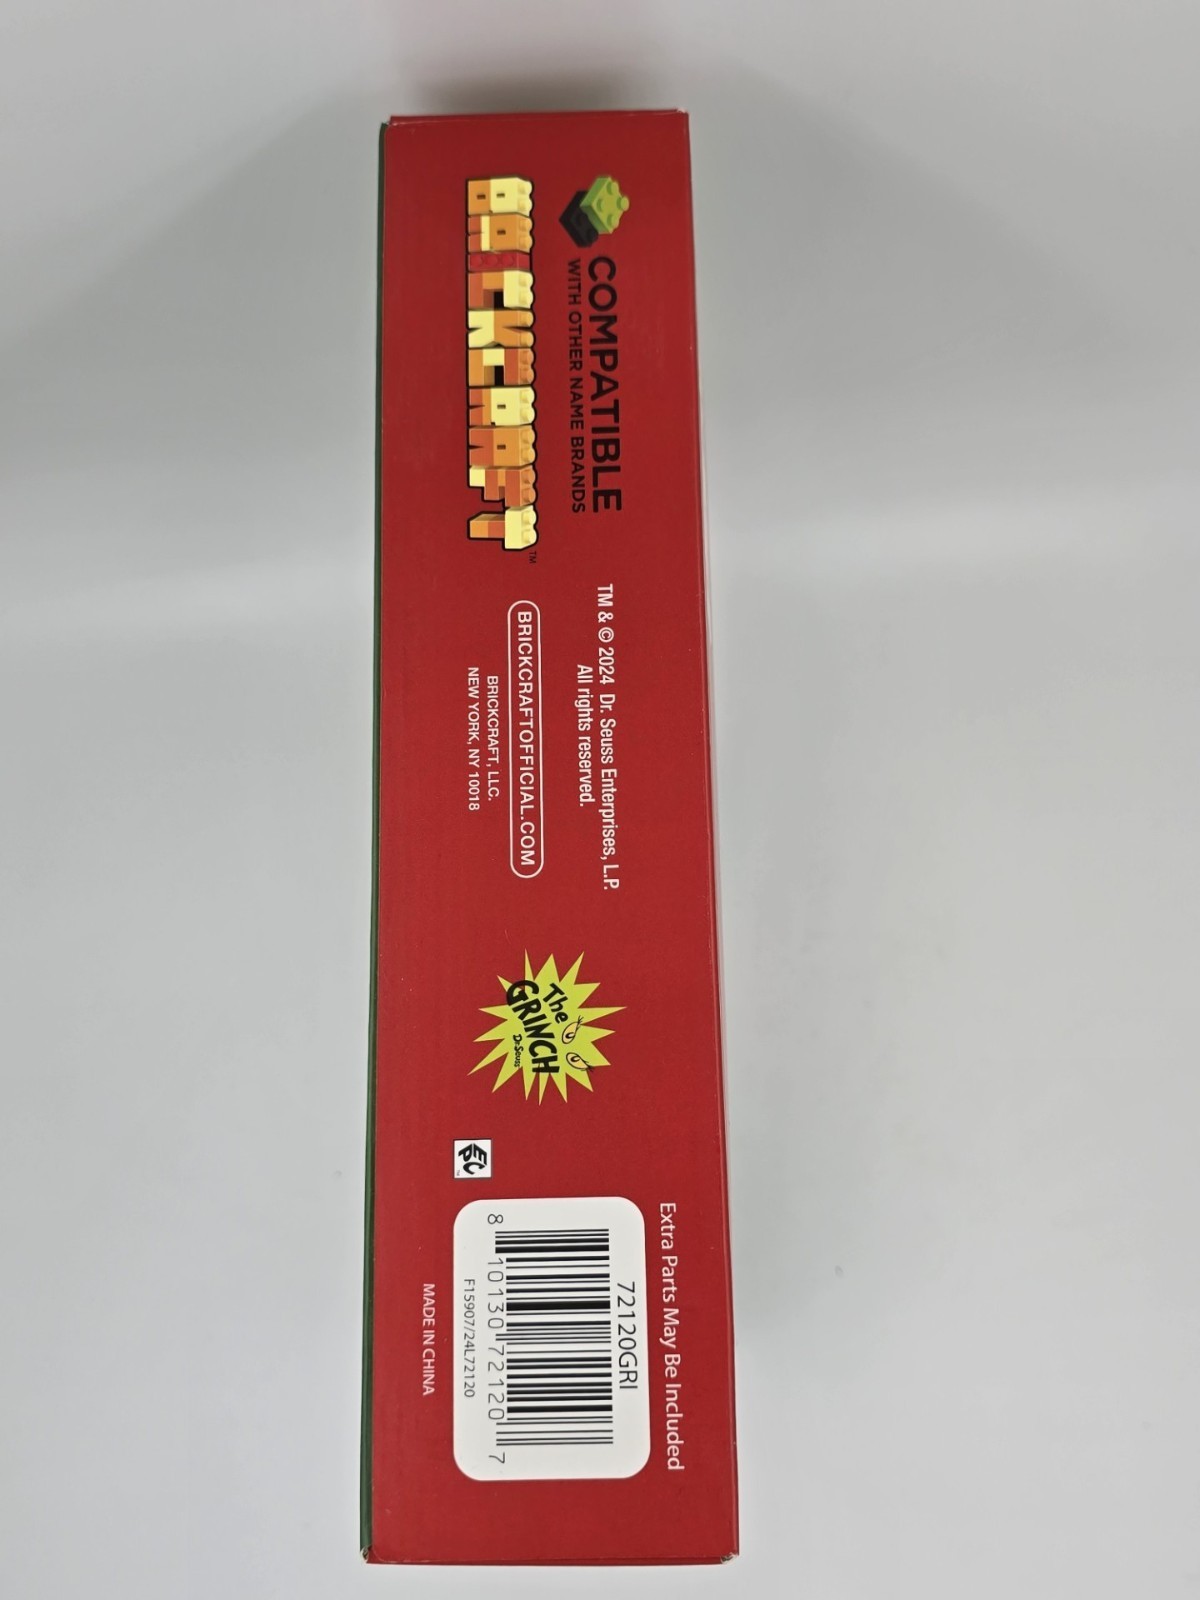 COMPATIBLE
WITH OTHER NAME BRANDS
BRICKCRAFT™
TM & © 2024 Dr. Seuss Enterprises, L.P.
All rights reserved.
BRICKCRAFTOFFICIAL.COM
BRICKCRAFT, LLC.
NEW YORK, NY 10018
The
GRINCH
Dr. Seuss
EPC
Extra Parts May Be Included
72120GRI
8 10130 72120 7
F15907/24L72120
MADE IN CHINA